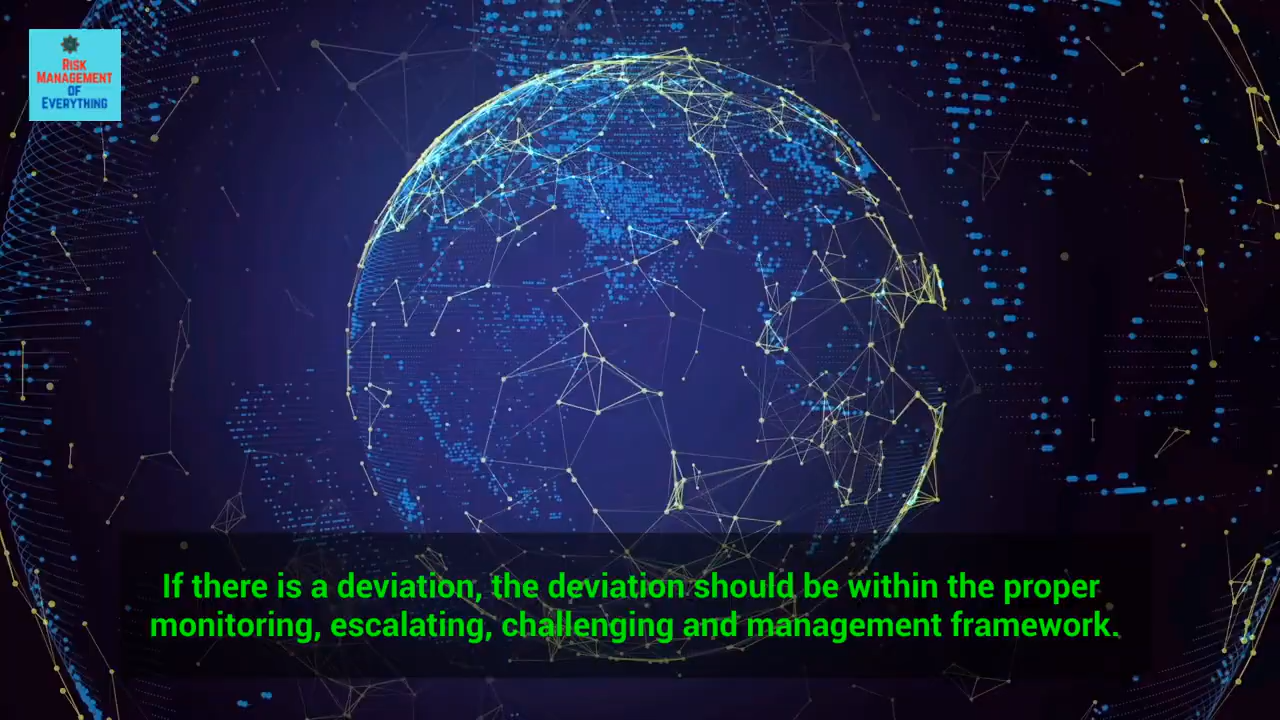 RISK
MANAGEMENT
OF
EVERYTHING
If there is a deviation, the deviation should be within the proper
monitoring, escalating, challenging and management framework.